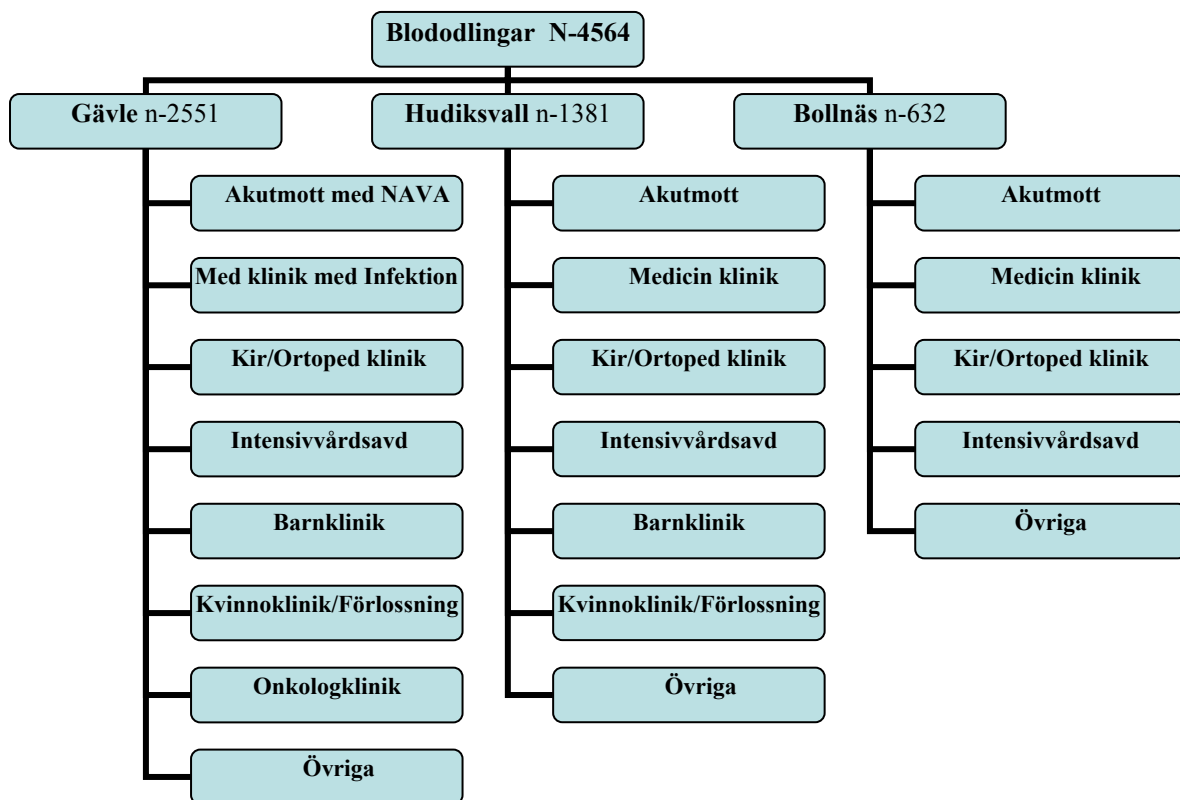 Blododlingar N-4564
Gävle n-2551
Hudiksvall n-1381
Bollnäs n-632
Akutmott med NAVA
Med klinik med Infektion
Kir/Ortoped klinik
Intensivvårdsavd
Barnklinik
Kvinnoklinik/Förlossning
Onkologklinik
Övriga
Akutmott
Medicin klinik
Kir/Ortoped klinik
Intensivvårdsavd
Barnklinik
Kvinnoklinik/Förlossning
Övriga
Akutmott
Medicin klinik
Kir/Ortoped klinik
Intensivvårdsavd
Övriga